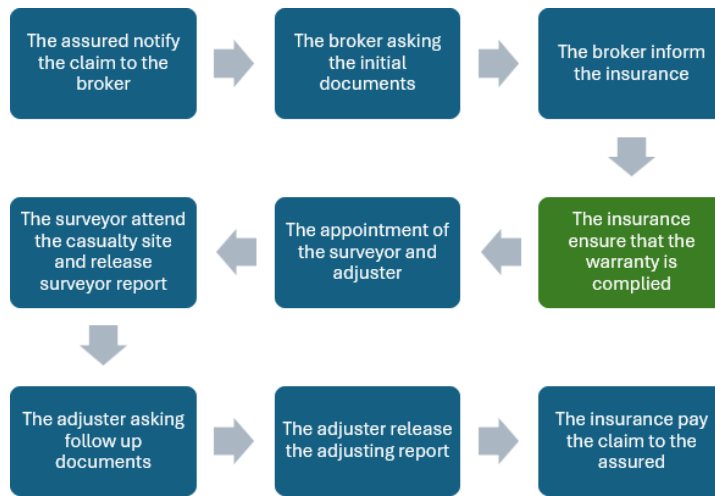 The assured notify
the claim to the
broker
The broker asking
the initial
documents
The broker inform
the insurance
The insurance
ensure that the
warranty is
complied
The appointment of
the surveyor and
adjuster
The surveyor attend
the casualty site
and release
surveyor report
The adjuster asking
follow up
documents
The adjuster release
the adjusting report
The insurance pay
the claim to the
assured